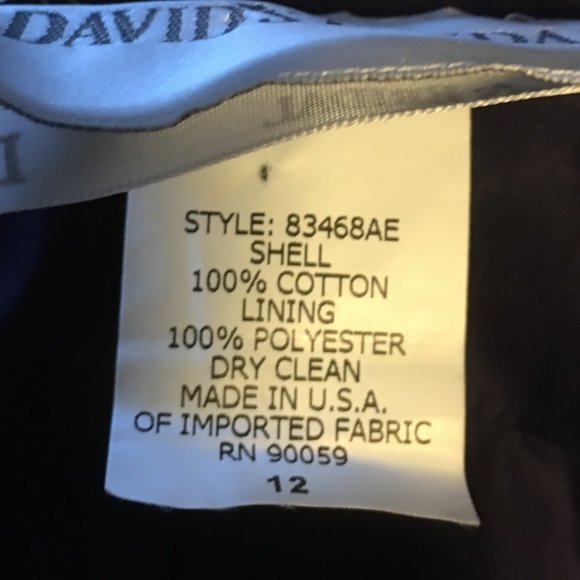 DAVID'S
STYLE: 83468AE
SHELL
100% COTTON
LINING
100% POLYESTER
DRY CLEAN
MADE IN U.S.A.
OF IMPORTED FABRIC
RN 90059
12